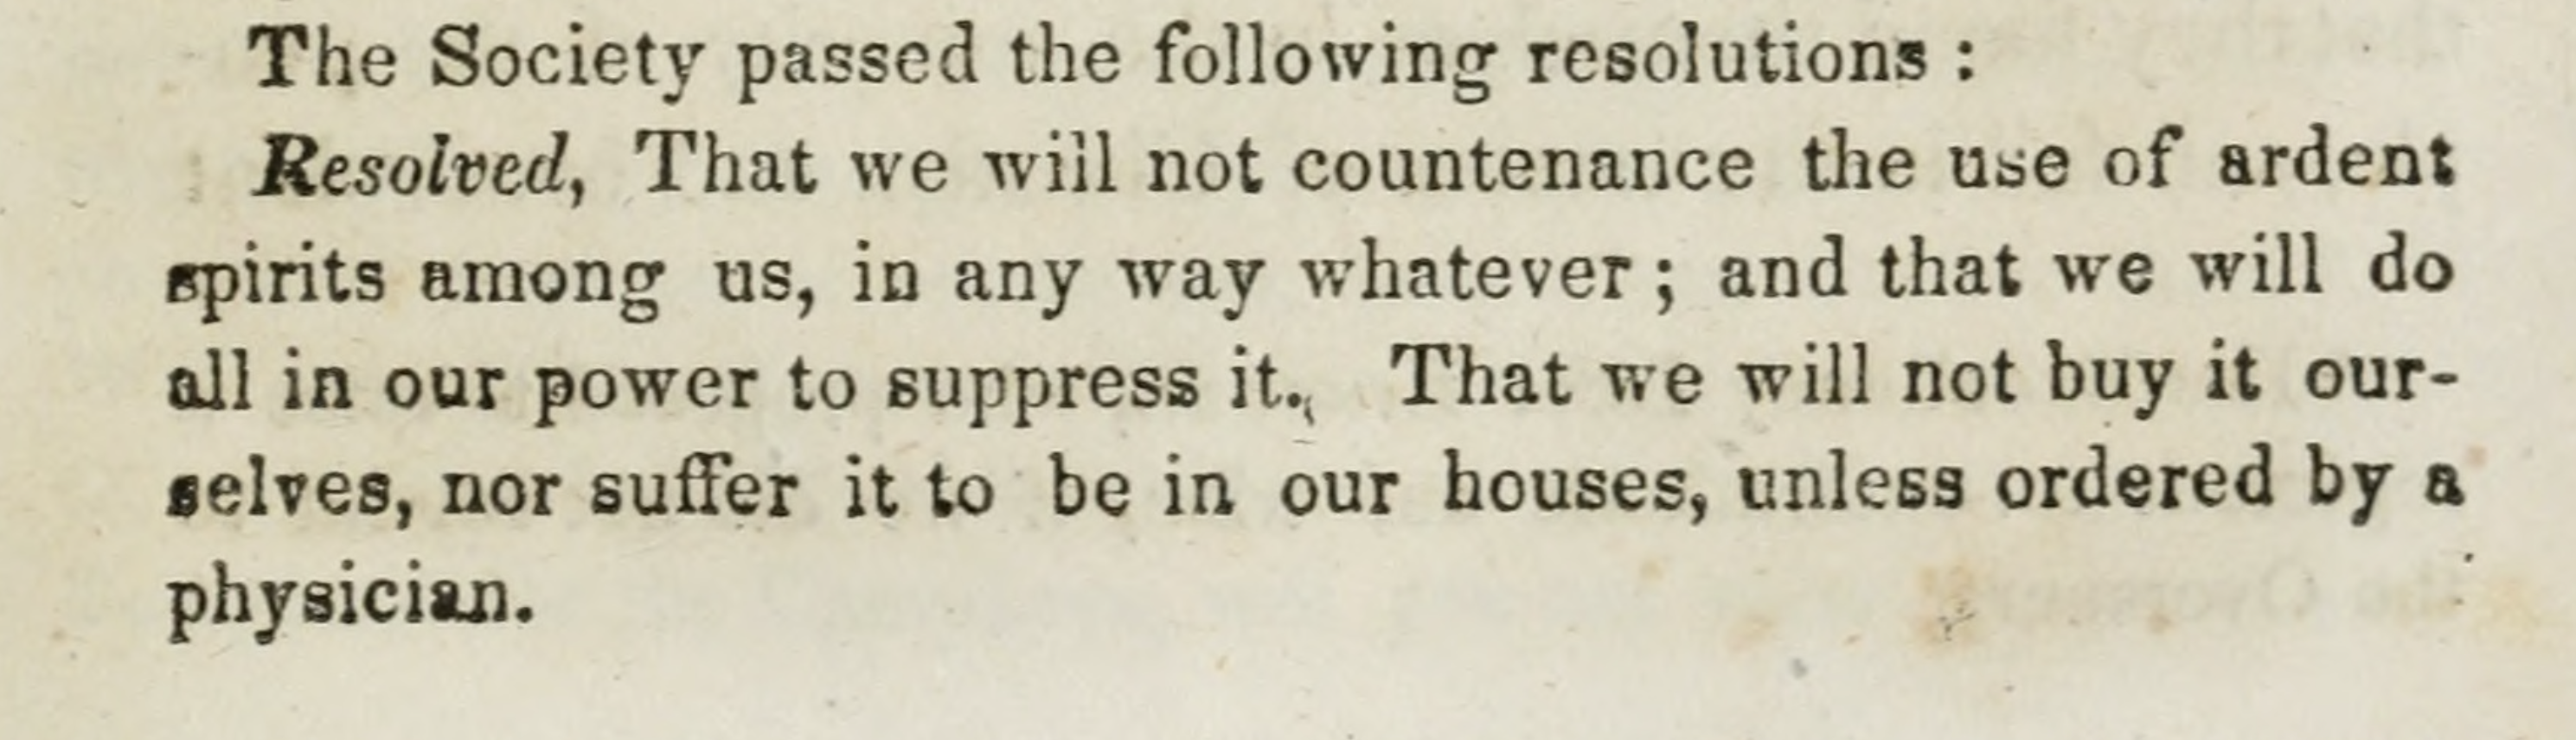 The Society passed the following resolutions :
Resolved, That we will not countenance the use of ardent
spirits among us, in any way whatever ; and that we will do
all in our power to suppress it. That we will not buy it our-
selves, nor suffer it to be in our houses, unless ordered by a
physician.